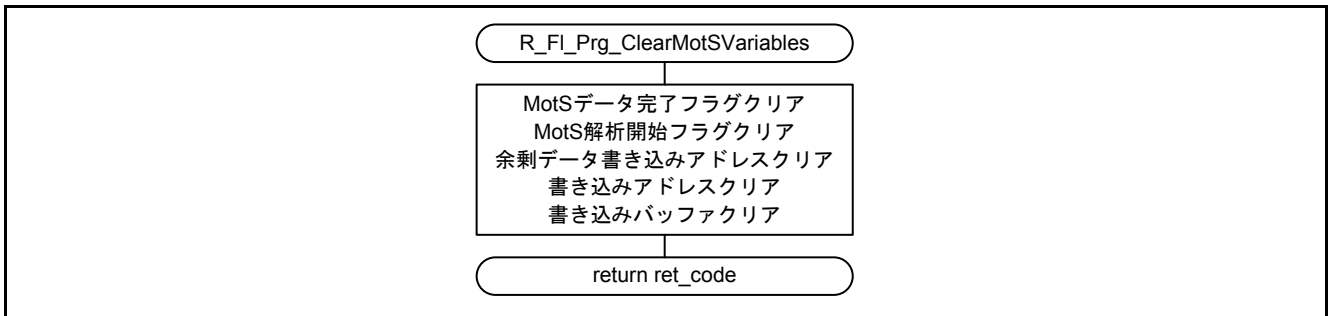 R_Fl_Prg_ClearMotSVariables
MotSデータ完了フラグクリア
MotS解析開始フラグクリア
余剰データ書き込みアドレスクリア
書き込みアドレスクリア
書き込みバッファクリア
return ret_code